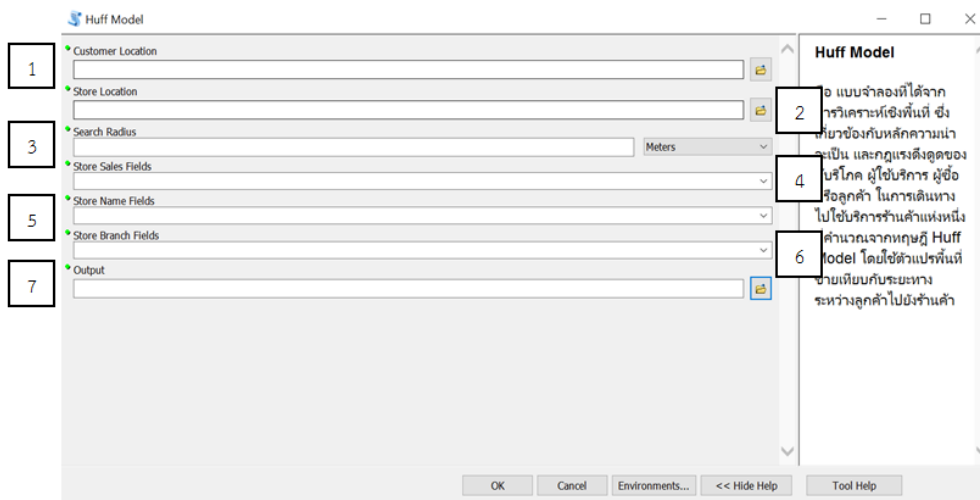 Huff Model
1
Customer Location
Store Location
2
3
Search Radius
Meters
Store Sales Fields
4
5
Store Name Fields
Store Branch Fields
6
7
Output
OK
Cancel
Environments...
<< Hide Help
Tool Help
Huff Model
แบบจำลองที่ได้จาก
ารวิเคราะห์เชิงพื้นที่ ซึ่ง
กี่ยวข้องกับหลักความน่า
จะเป็น และกฎแรงดึงดูดของ
ู้บริโภค ผู้ใช้บริการ ผู้ซื้อ
รือลูกค้า ในการเดินทาง
ไปใช้บริการร้านค้าแห่งหนึ่ง
คำนวณจากทฤษฎี Huff
Model โดยใช้ตัวแปรพื้นที่
ขายเทียบกับระยะทาง
ระหว่างลูกค้าไปยังร้านค้า